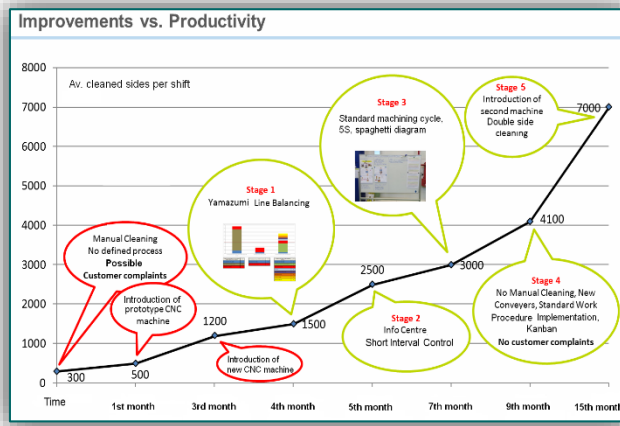 Improvements vs. Productivity
Av. cleaned sides per shift
8000
7000
6000
5000
4000
3000
2000
1000
0
Manual Cleaning
No defined process
Possible
Customer complaints
Introduction of
prototype CNC
machine
Introduction of
new CNC machine
Stage 1
Yamazumi Line Balancing
Stage 2
Info Centre
Short Interval Control
Stage 3
Standard machining cycle,
5S, spaghetti diagram
Stage 4
No Manual Cleaning, New
Conveyers, Standard Work
Procedure Implementation,
Kanban
No customer complaints
Stage 5
Introduction of
second machine
Double side
cleaning
300
500
1200
1500
2500
3000
4100
7000
Time
1st month
3rd month
4th month
5th month
7th month
9th month
15th month